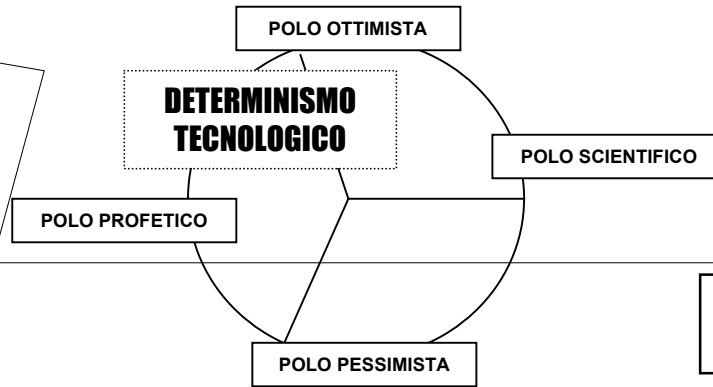 POLO OTTIMISTA
DETERMINISMO
TECNOLOGICO
POLO SCIENTIFICO
POLO PROFETICO
POLO PESSIMISTA